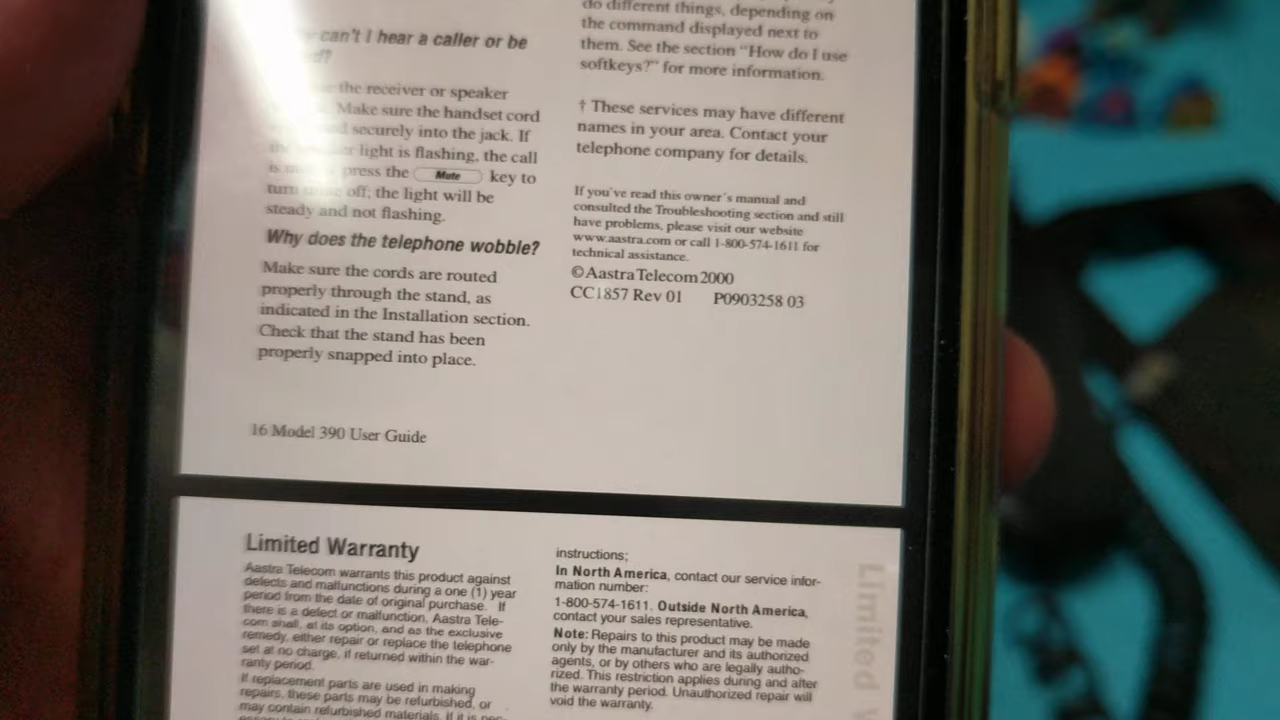 can't I hear a caller or be
the receiver or speaker
Make sure the handset cord
securely into the jack. If
light is flashing, the call
press the Mute key to
turn off; the light will be
steady and not flashing.
Why does the telephone wobble?
Make sure the cords are routed
properly through the stand, as
indicated in the Installation section.
Check that the stand has been
properly snapped into place.
16 Model 390 User Guide
do different things, depending on
the command displayed next to
them. See the section "How do I use
softkeys?" for more information.
† These services may have different
names in your area. Contact your
telephone company for details.
If you've read this owner's manual and
consulted the Troubleshooting section and still
have problems, please visit our website
www.aastra.com or call 1-800-574-1611 for
technical assistance.
©Aastra Telecom 2000
CC1857 Rev 01 P0903258 03
Limited Warranty
Aastra Telecom warrants this product against
defects and malfunctions during a one (1) year
period from the date of original purchase. If
there is a defect or malfunction, Aastra Tele-
com shall, at its option, and as the exclusive
remedy, either repair or replace the telephone
set at no charge, if returned within the war-
ranty period.
If replacement parts are used in making
repairs, these parts may be refurbished, or
may contain refurbished materials. If it is nec-
instructions;
In North America, contact our service infor-
mation number:
1-800-574-1611. Outside North America,
contact your sales representative.
Note: Repairs to this product may be made
only by the manufacturer and its authorized
agents, or by others who are legally autho-
rized. This restriction applies during and after
the warranty period. Unauthorized repair will
void the warranty.
Limited